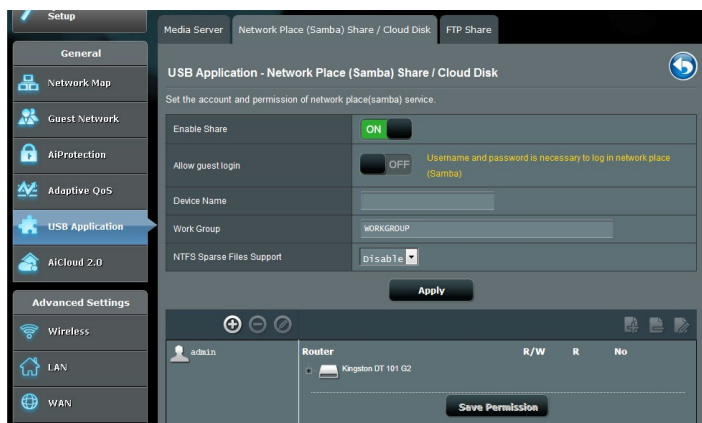 Setup
General
Network Map
Guest Network
AiProtection
Adaptive QoS
USB Application
AiCloud 2.0
Advanced Settings
Wireless
LAN
WAN
Media Server
Network Place (Samba) Share / Cloud Disk
FTP Share
USB Application - Network Place (Samba) Share / Cloud Disk
Set the account and permission of network place(samba) service.
Enable Share
ON
Allow guest login
OFF
Username and password is necessary to log in network place
(Samba)
Device Name
Work Group
WORKGROUP
NTFS Sparse Files Support
Disable
Apply
admin
Router
R/W
R
No
Kingston DT 101 G2
Save Permission